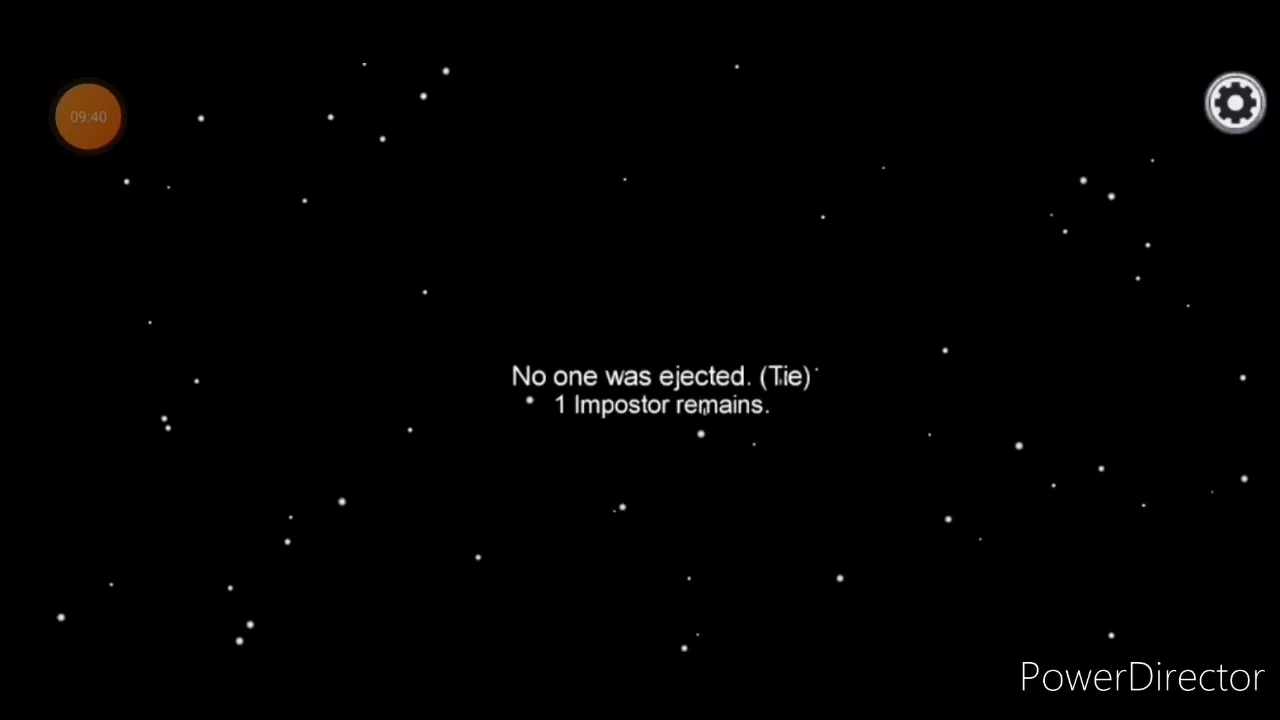 09:40
No one was ejected. (Tie)
1 Impostor remains.
PowerDirector